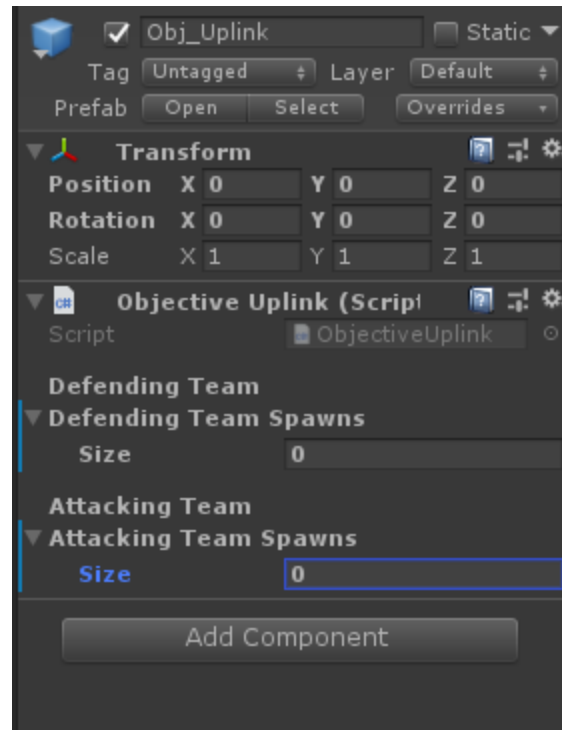 Obj_Uplink Static
Tag Untagged Layer Default
Prefab Open Select Overrides
Transform
Position X 0 Y 0 Z 0
Rotation X 0 Y 0 Z 0
Scale X 1 Y 1 Z 1
Objective Uplink (Script
Script ObjectiveUplink
Defending Team
Defending Team Spawns
Size 0
Attacking Team
Attacking Team Spawns
Size 0
Add Component